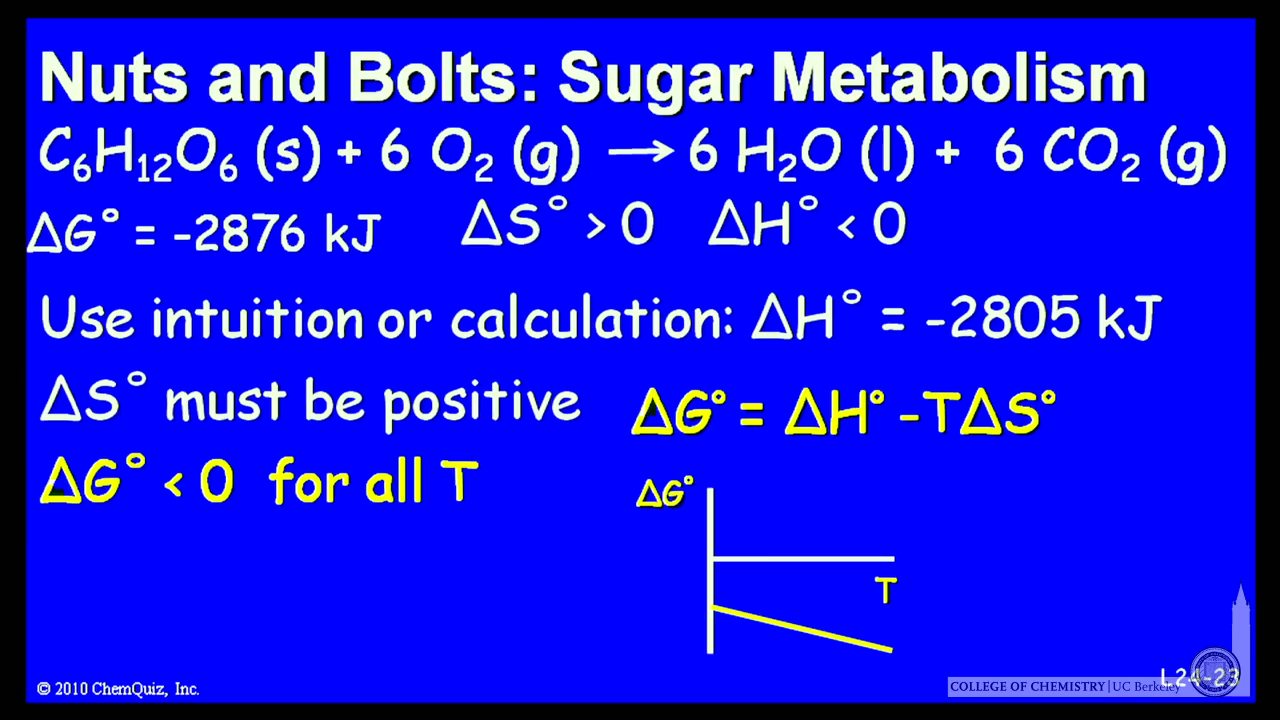 Nuts and Bolts: Sugar Metabolism
C₆H₁₂O₆ (s) + 6 O₂ (g) → 6 H₂O (l) + 6 CO₂ (g)
ΔG° = -2876 kJ ΔS° > 0 ΔH° < 0
Use intuition or calculation: ΔH° = -2805 kJ
ΔS° must be positive
ΔG° = ΔH° -TΔS°
ΔG° < 0 for all T
ΔG°
T
© 2010 ChemQuiz, Inc.
COLLEGE OF CHEMISTRY | UC Berkeley
L24-23